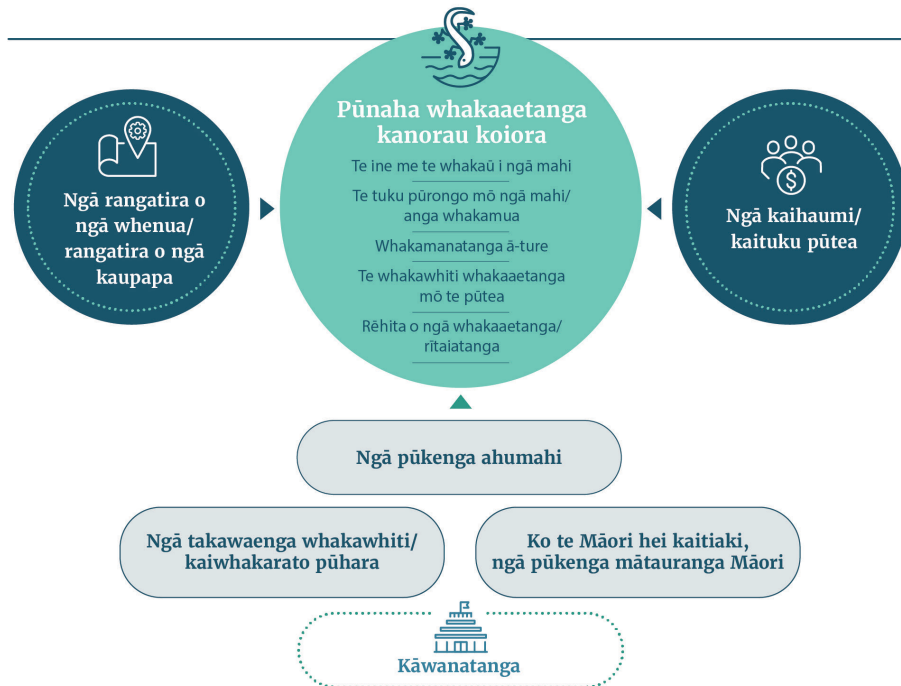 Pūnaha whakaaetanga
kanorau koiora
Te ine me te whakaū i ngā mahi
Te tuku pūrongo mō ngā mahi/
anga whakamua
Whakamanatanga ā-ture
Te whakawhiti whakaaetanga
mō te pūtea
Rēhita o ngā whakaaetanga/
rītaiatanga
Ngā rangatira o
ngā whenua/
rangatira o ngā
kaupapa
Ngā kaihaumi/
kaituku pūtea
Ngā pūkenga ahumahi
Ngā takawaenga whakawhiti/
kaiwhakarato pūhara
Ko te Māori hei kaitiaki,
ngā pūkenga mātauranga Māori
Kāwanatanga